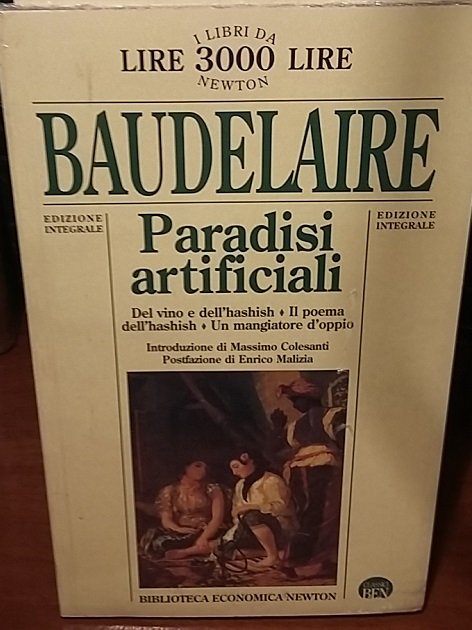 I LIBRI DA
LIRE 3000 LIRE
NEWTON
BAUDELAIRE
EDIZIONE
INTEGRALE
Paradisi
artificiali
EDIZIONE
INTEGRALE
Del vino e dell'hashish ♦ Il poema
dell'hashish ♦ Un mangiatore d'oppio
Introduzione di Massimo Colesanti
Postfazione di Enrico Malizia
BIBLIOTECA ECONOMICA NEWTON
CLASSICI
BEN